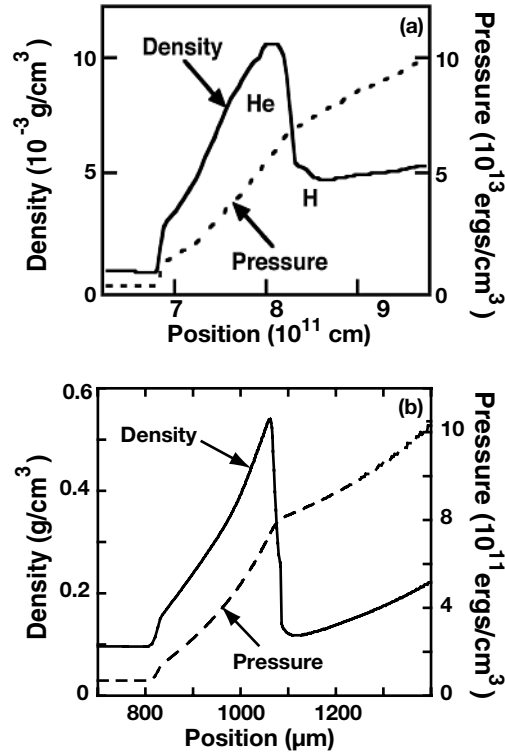 (a)
Density
He
H
Pressure
10
5
0
Density (10⁻³ g/cm³)
10
5
0
Pressure (10¹³ ergs/cm³)
7
8
9
Position (10¹¹ cm)
(b)
Density
Pressure
0.6
0.4
0.2
0
Density (g/cm³)
10
8
4
2
0
Pressure (10¹¹ ergs/cm³)
800
1000
1200
Position (μm)